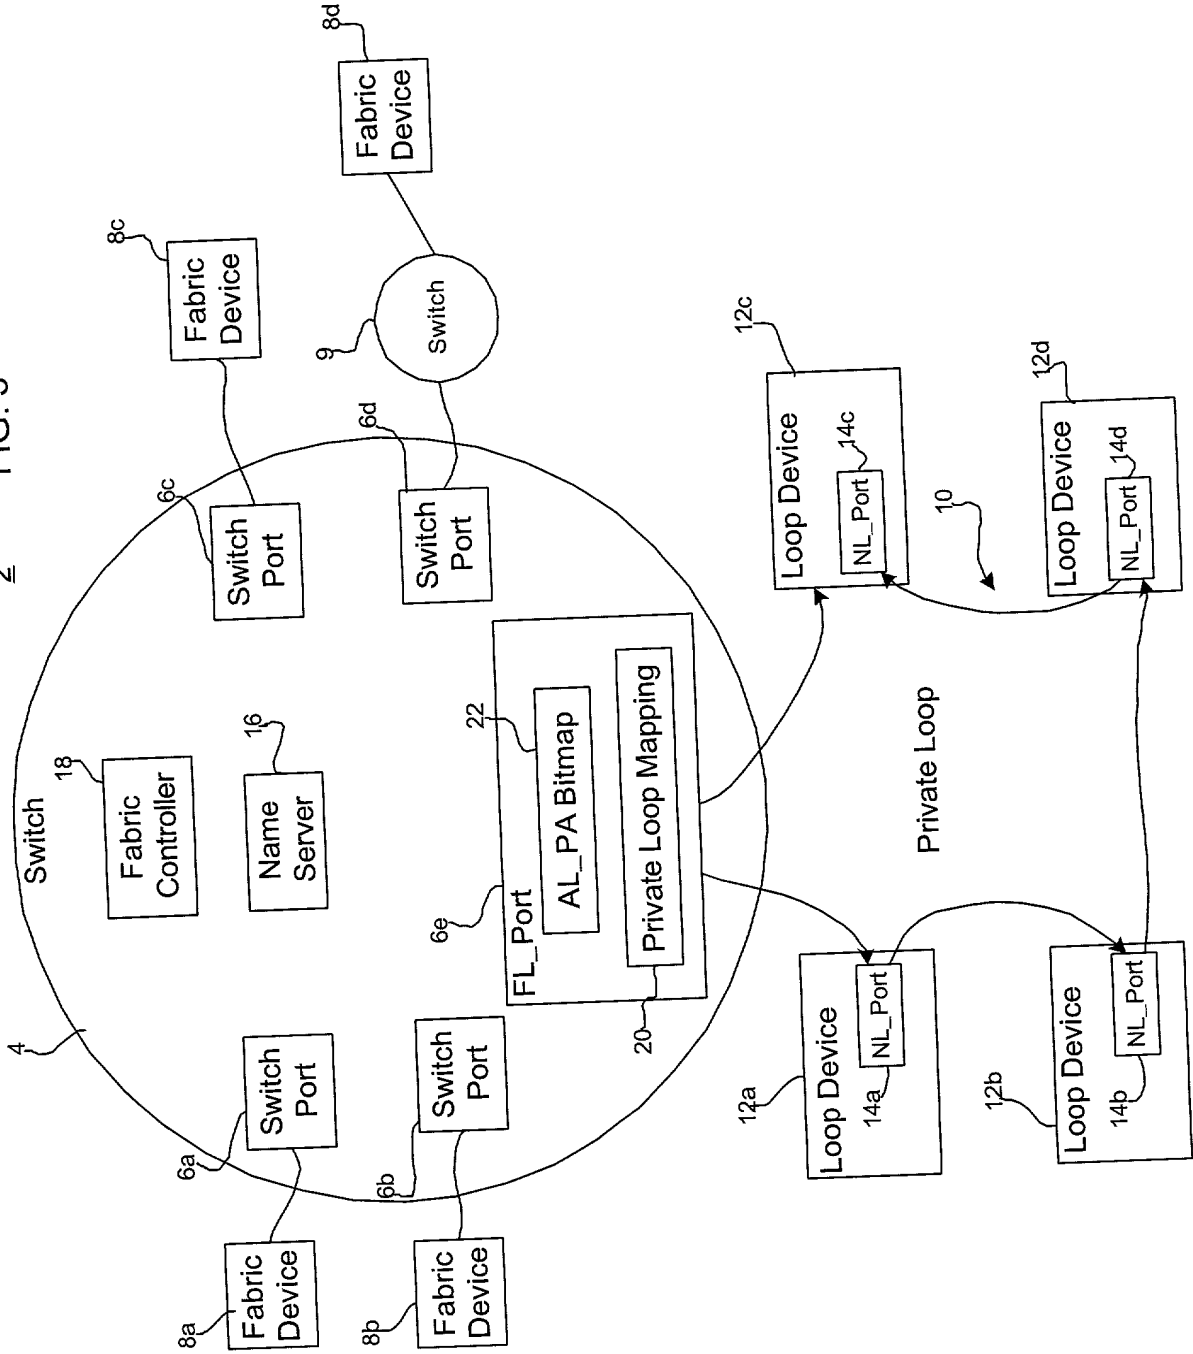 FIG.
2
Switch
4
18
Fabric
Controller
16
Name
Server
8a
Fabric
Device
6a
Switch
Port
8b
Fabric
Device
6b
Switch
Port
6c
Switch
Port
8c
Fabric
Device
6d
Switch
Port
9
Switch
8d
Fabric
Device
6e
FL_Port
22
AL_PA Bitmap
20
Private Loop Mapping
12a
Loop Device
14a
NL_Port
12b
Loop Device
14b
NL_Port
Private Loop
10
12c
Loop Device
14c
NL_Port
12d
Loop Device
14d
NL_Port